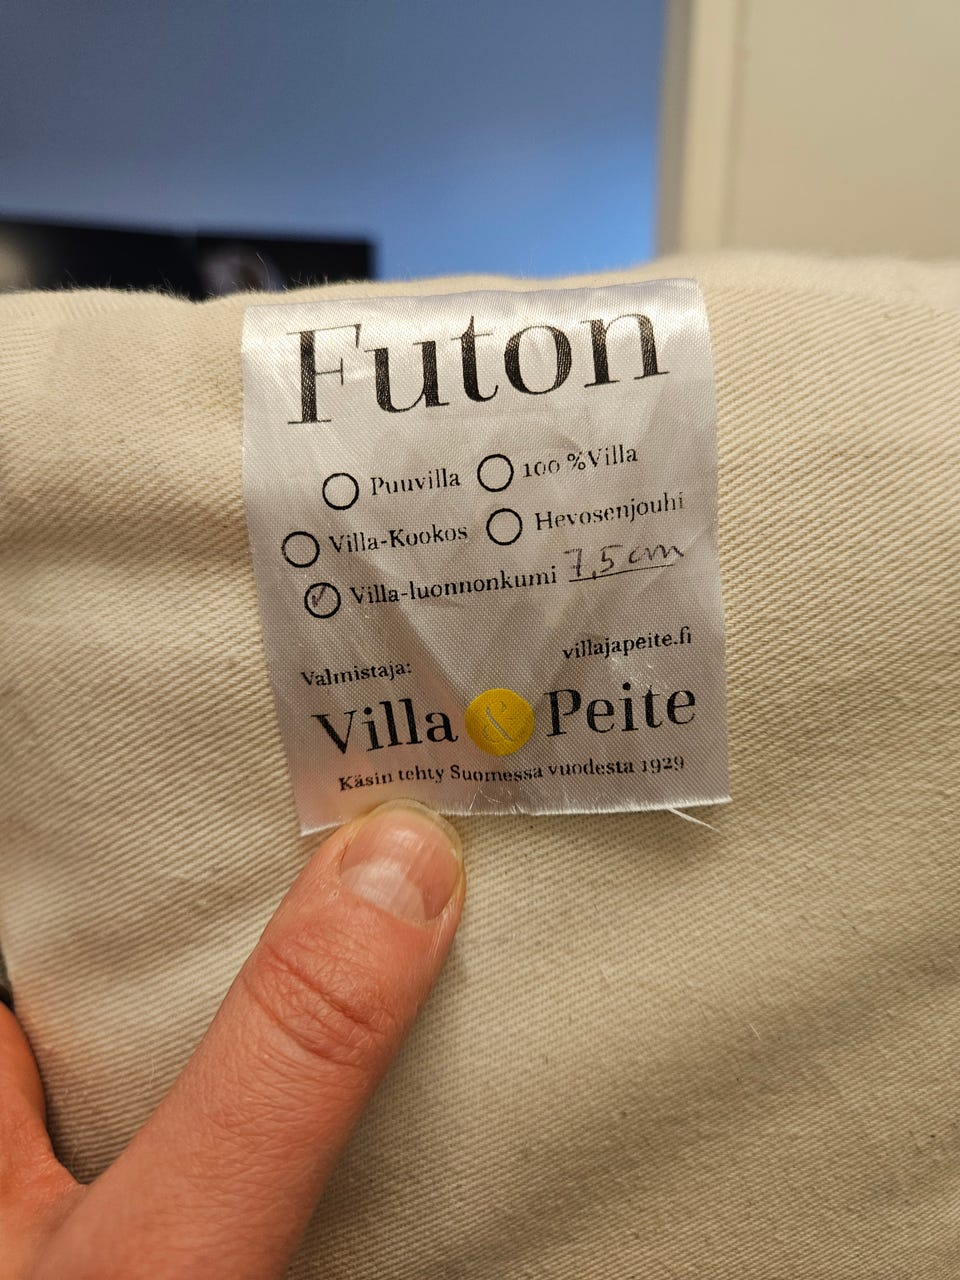 Futon
Puuvilla 100 % Villa
Villa-Kookos Hevosenjouhi
Villa-luonnonkumi 7,5 cm
villajapeite.fi
Valmistaja:
Villa & Peite
Käsin tehty Suomessa vuodesta 1929